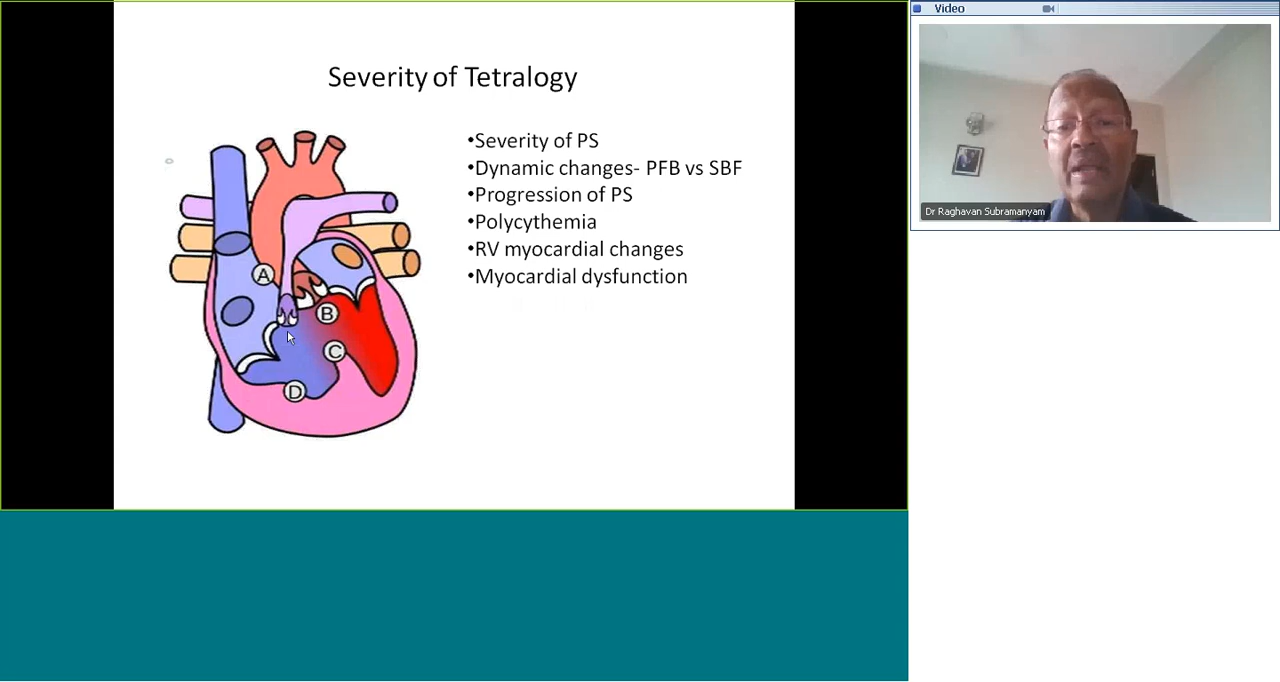 Severity of Tetralogy
•Severity of PS
•Dynamic changes- PFB vs SBF
•Progression of PS
•Polycythemia
•RV myocardial changes
•Myocardial dysfunction
A
B
C
D
Video
Dr Raghavan Subramanyam